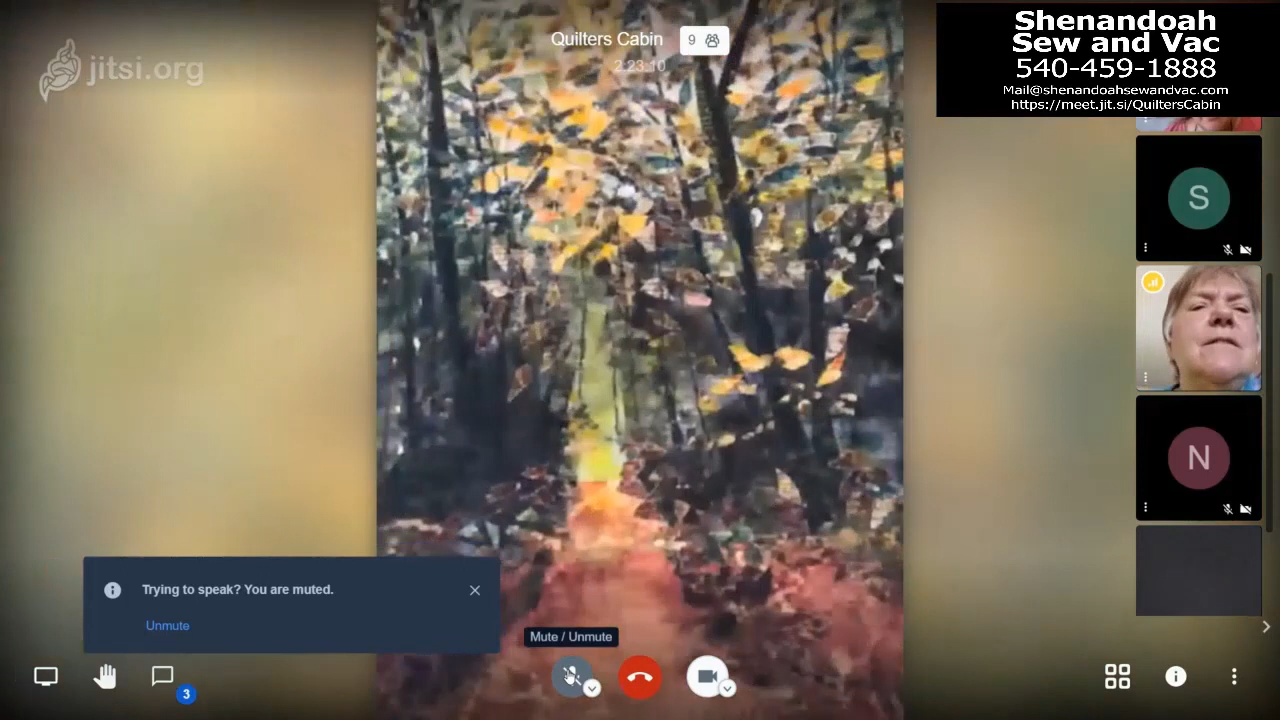 jitsi.org
Quilters Cabin 9
2:23:10
Shenandoah
Sew and Vac
540-459-1888
Mail@shenandoahsewandvac.com
https://meet.jit.si/QuiltersCabin
S
N
Trying to speak? You are muted.
Unmute
Mute / Unmute
3